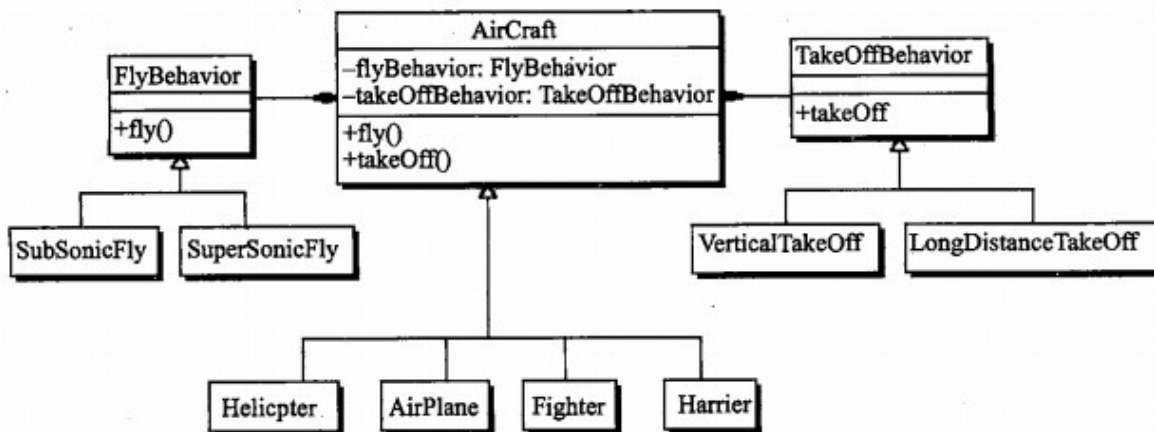 AirCraft
–flyBehavior: FlyBehavior
–takeOffBehavior: TakeOffBehavior
+fly()
+takeOff()
FlyBehavior
+fly()
TakeOffBehavior
+takeOff
SubSonicFly
SuperSonicFly
VerticalTakeOff
LongDistanceTakeOff
Helicpter
AirPlane
Fighter
Harrier